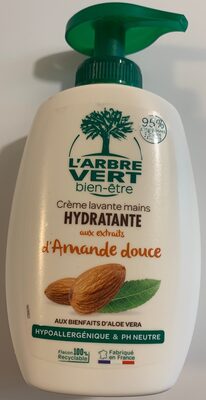 95%
L'ARBRE
VERT
bien-être
Crème lavante mains
HYDRATANTE
aux extraits
d'Amande douce
AUX BIENFAITS D'ALOE VERA
HYPOALLERGÉNIQUE & PH NEUTRE
Flacon 100%
Recyclable
Fabriqué
en France